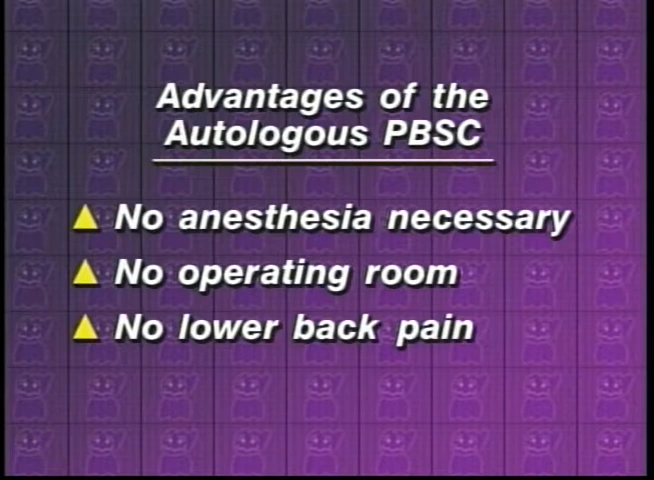 Advantages of the
Autologous PBSC
No anesthesia necessary
No operating room
No lower back pain